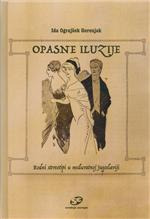 Ida Ograjšek Gorenjak
OPASNE ILUZIJE
Rodni stereotipi u međuratnoj Jugoslaviji